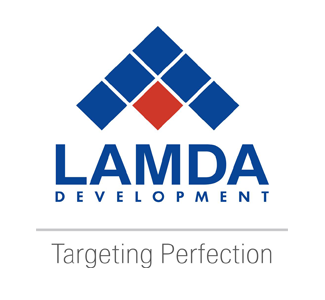 LAMDA
DEVELOPMENT
Targeting Perfection